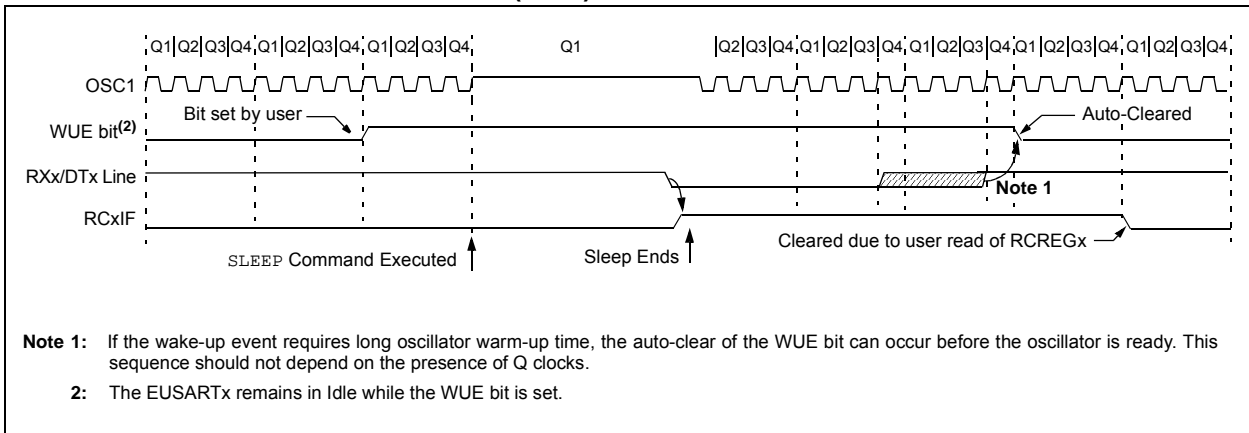 Q1 Q2 Q3 Q4 Q1 Q2 Q3 Q4 Q1 Q2 Q3 Q4 Q1 Q2 Q3 Q4 Q1 Q2 Q3 Q4 Q1 Q2 Q3 Q4 Q1 Q2 Q3 Q4 Q1 Q2 Q3 Q4
OSC1
Bit set by user
Auto-Cleared
WUE bit(2)
RXx/DTx Line
Note 1
RCxIF
Cleared due to user read of RCREGx
SLEEP Command Executed
Sleep Ends
Note 1: If the wake-up event requires long oscillator warm-up time, the auto-clear of the WUE bit can occur before the oscillator is ready. This
sequence should not depend on the presence of Q clocks.
2: The EUSARTx remains in Idle while the WUE bit is set.